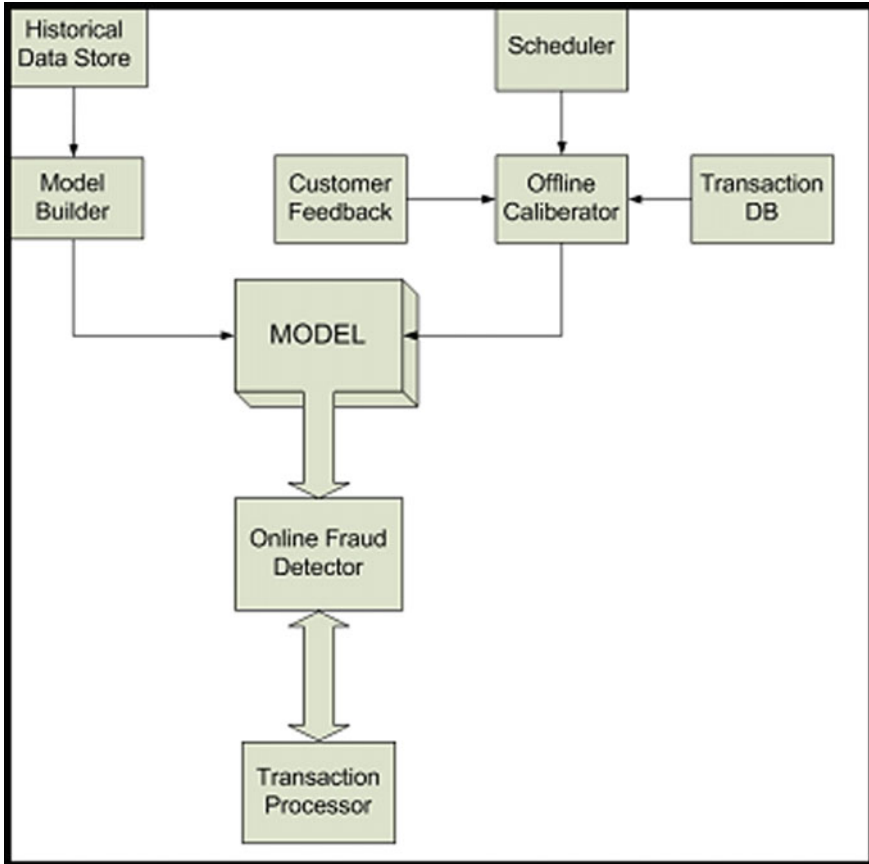 Historical
Data Store
Scheduler
Model
Builder
Customer
Feedback
Offline
Caliberator
Transaction
DB
MODEL
Online Fraud
Detector
Transaction
Processor